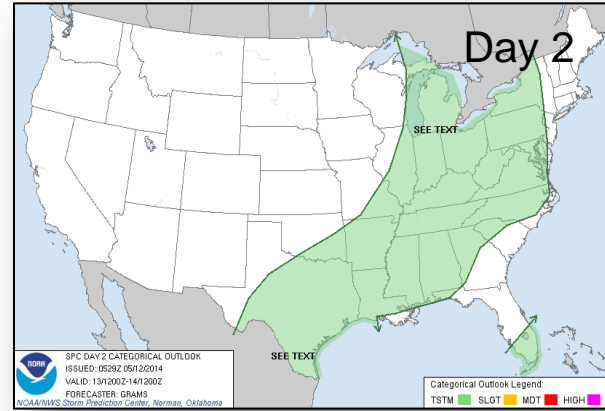 Day 2
SEE TEXT
SEE TEXT
NOAA
SPC DAY 2 CATEGORICAL OUTLOOK
ISSUED: 0529Z 05/12/2014
VALID: 13/1200Z-14/1200Z
FORECASTER: GRAMS
NOAA/NWS Storm Prediction Center, Norman, Oklahoma
Categorical Outlook Legend:
TSTM SLGT MDT HIGH